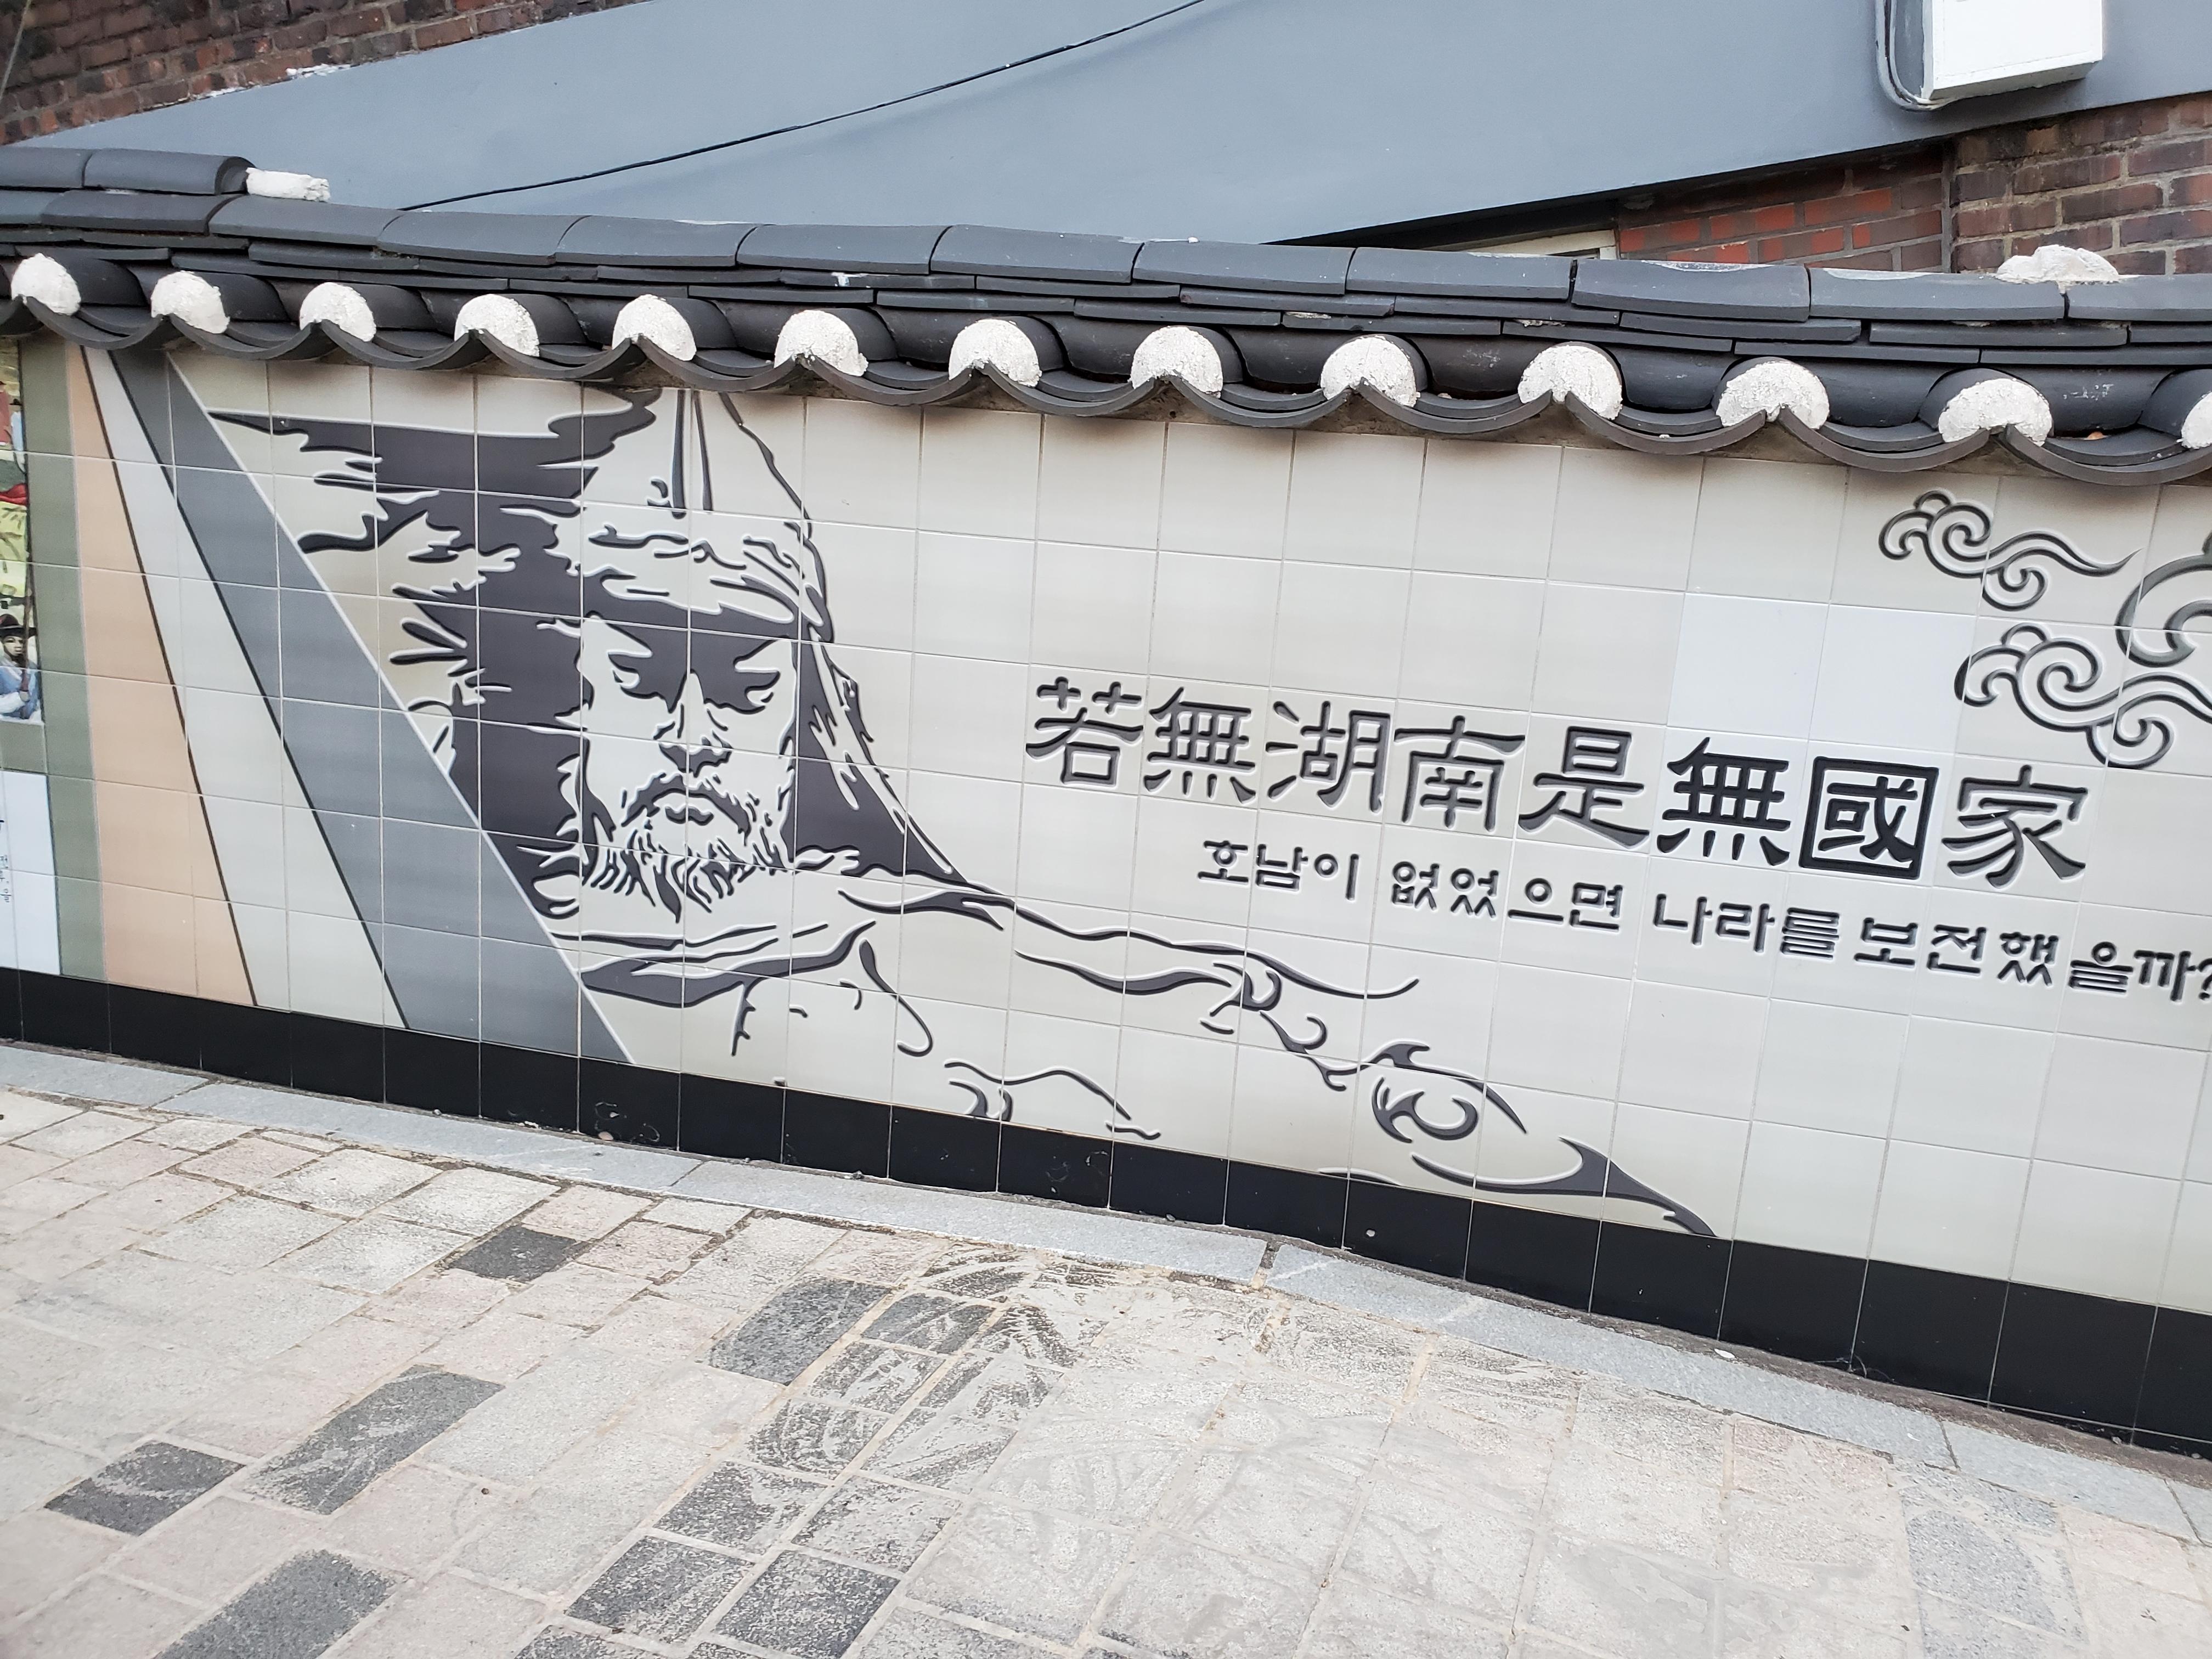 若無湖南是無國家
호남이 없었으면 나라를 보전했을까?